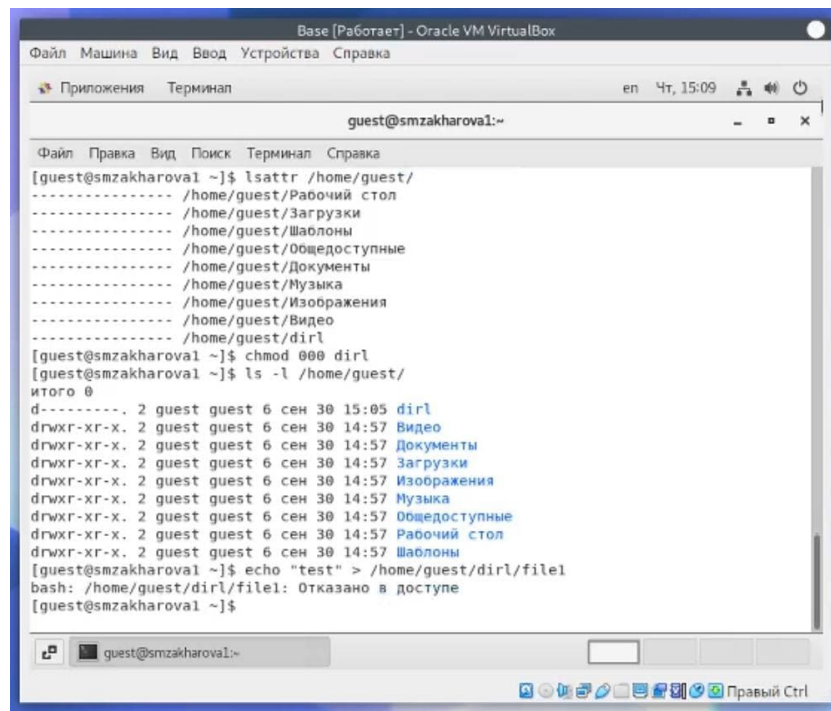 Base [Работает] - Oracle VM VirtualBox
Файл Машина Вид Ввод Устройства Справка
Приложения Терминал en Чт, 15:09
guest@smzakharova1:~
Файл Правка Вид Поиск Терминал Справка
[guest@smzakharova1 ~]$ lsattr /home/guest/
---------------- /home/guest/Рабочий стол
---------------- /home/guest/Загрузки
---------------- /home/guest/Шаблоны
---------------- /home/guest/Общедоступные
---------------- /home/guest/Документы
---------------- /home/guest/Музыка
---------------- /home/guest/Изображения
---------------- /home/guest/Видео
---------------- /home/guest/dirl
[guest@smzakharova1 ~]$ chmod 000 dirl
[guest@smzakharova1 ~]$ ls -l /home/guest/
итого 0
d---------. 2 guest guest 6 сен 30 15:05 dirl
drwxr-xr-x. 2 guest guest 6 сен 30 14:57 Видео
drwxr-xr-x. 2 guest guest 6 сен 30 14:57 Документы
drwxr-xr-x. 2 guest guest 6 сен 30 14:57 Загрузки
drwxr-xr-x. 2 guest guest 6 сен 30 14:57 Изображения
drwxr-xr-x. 2 guest guest 6 сен 30 14:57 Музыка
drwxr-xr-x. 2 guest guest 6 сен 30 14:57 Общедоступные
drwxr-xr-x. 2 guest guest 6 сен 30 14:57 Рабочий стол
drwxr-xr-x. 2 guest guest 6 сен 30 14:57 Шаблоны
[guest@smzakharova1 ~]$ echo "test" > /home/guest/dirl/file1
bash: /home/guest/dirl/file1: Отказано в доступе
[guest@smzakharova1 ~]$
guest@smzakharova1:~
Правый Ctrl